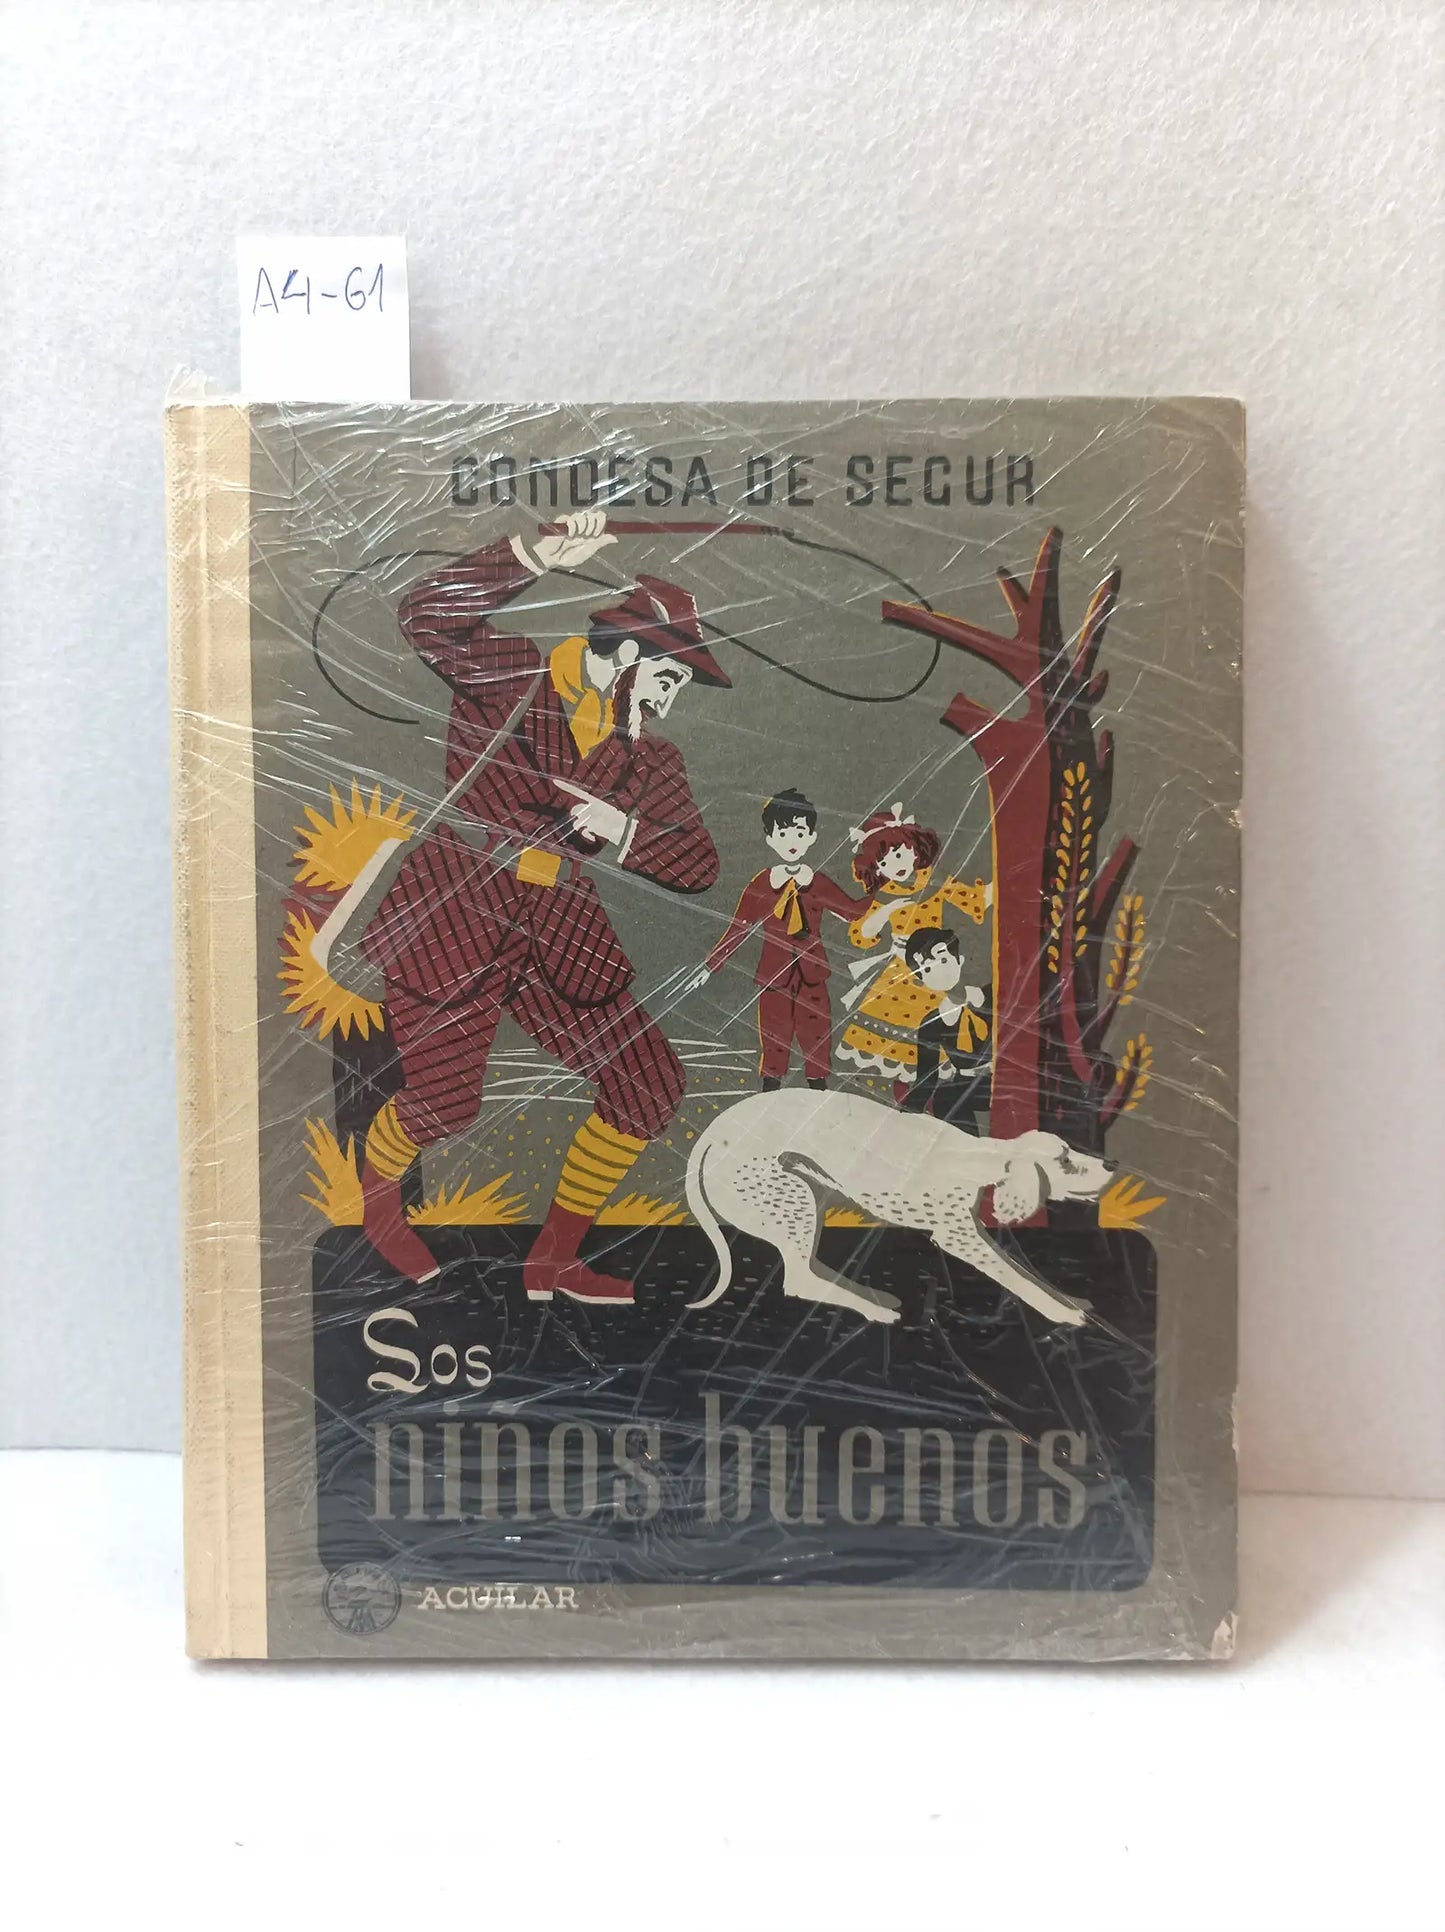 A4-61
CONDESA DE SEGUR
Los
niños buenos
AGUILAR